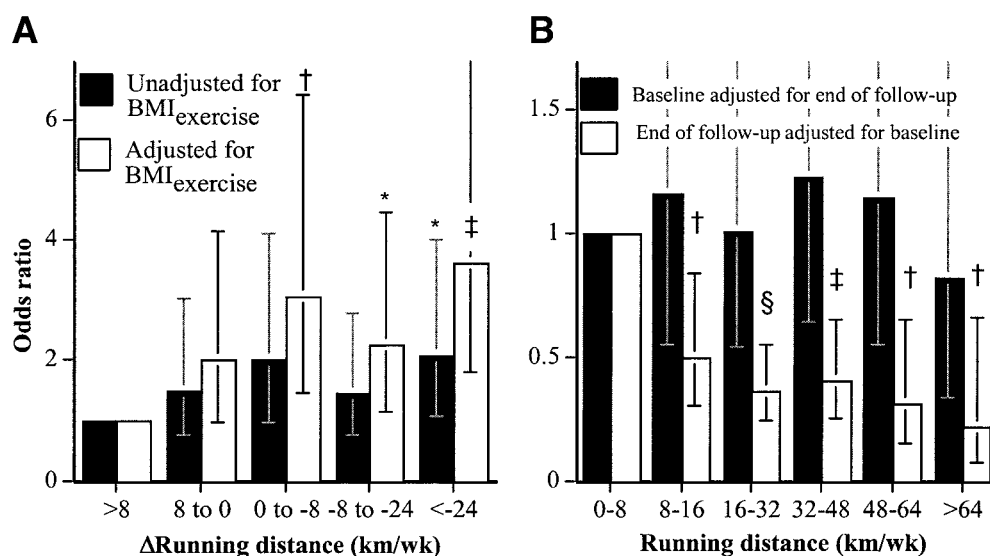 A
Unadjusted for
BMIexercise
Adjusted for
BMIexercise
†
*
*
‡
6
4
2
0
Odds ratio
>8
8 to 0
0 to -8
-8 to -24
<-24
ΔRunning distance (km/wk)
B
Baseline adjusted for end of follow-up
End of follow-up adjusted for baseline
†
§
‡
†
†
1.5
1
0.5
0
0-8
8-16
16-32
32-48
48-64
>64
Running distance (km/wk)